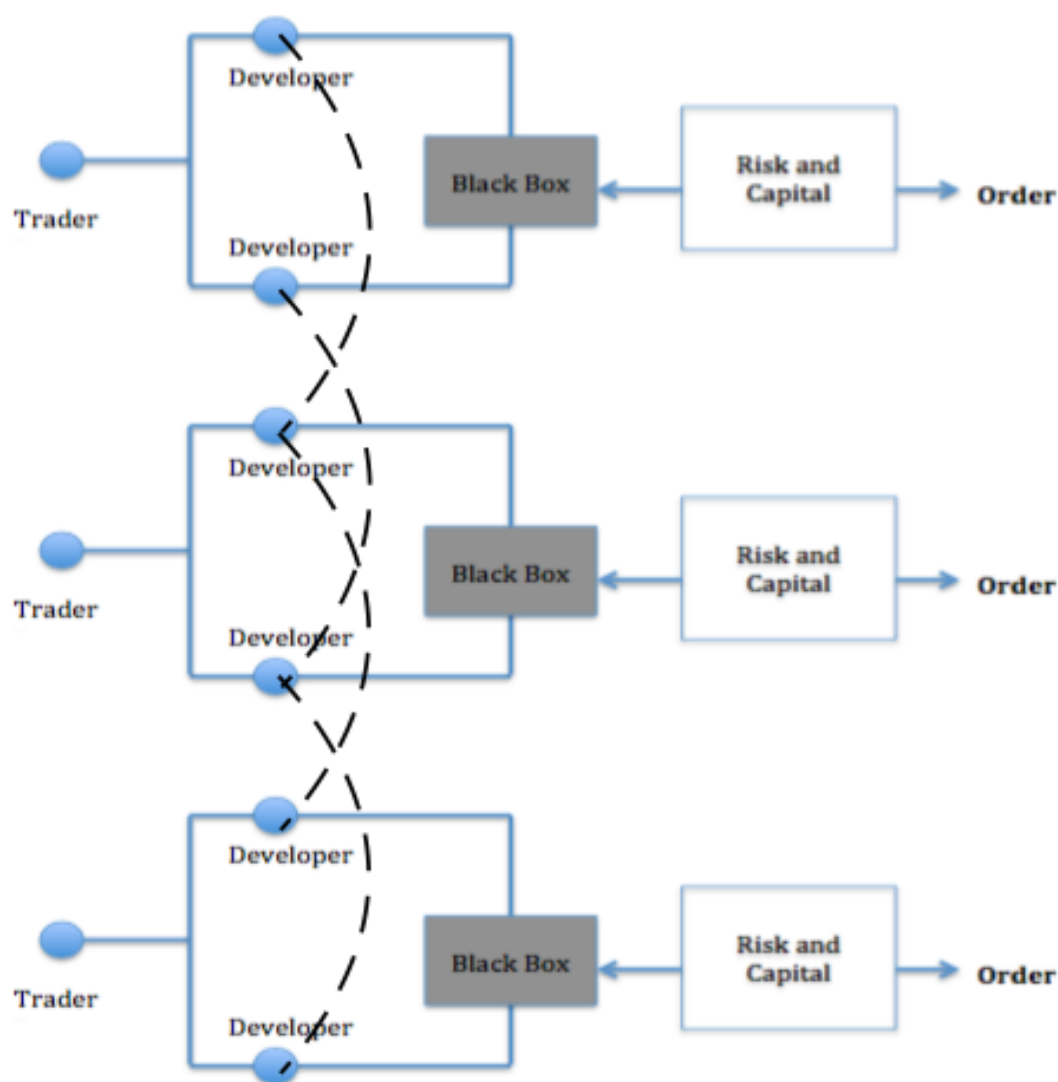 Developer
Trader
Black Box
Risk and
Capital
Order
Developer
Developer
Trader
Black Box
Risk and
Capital
Order
Developer
Developer
Trader
Black Box
Risk and
Capital
Order
Developer